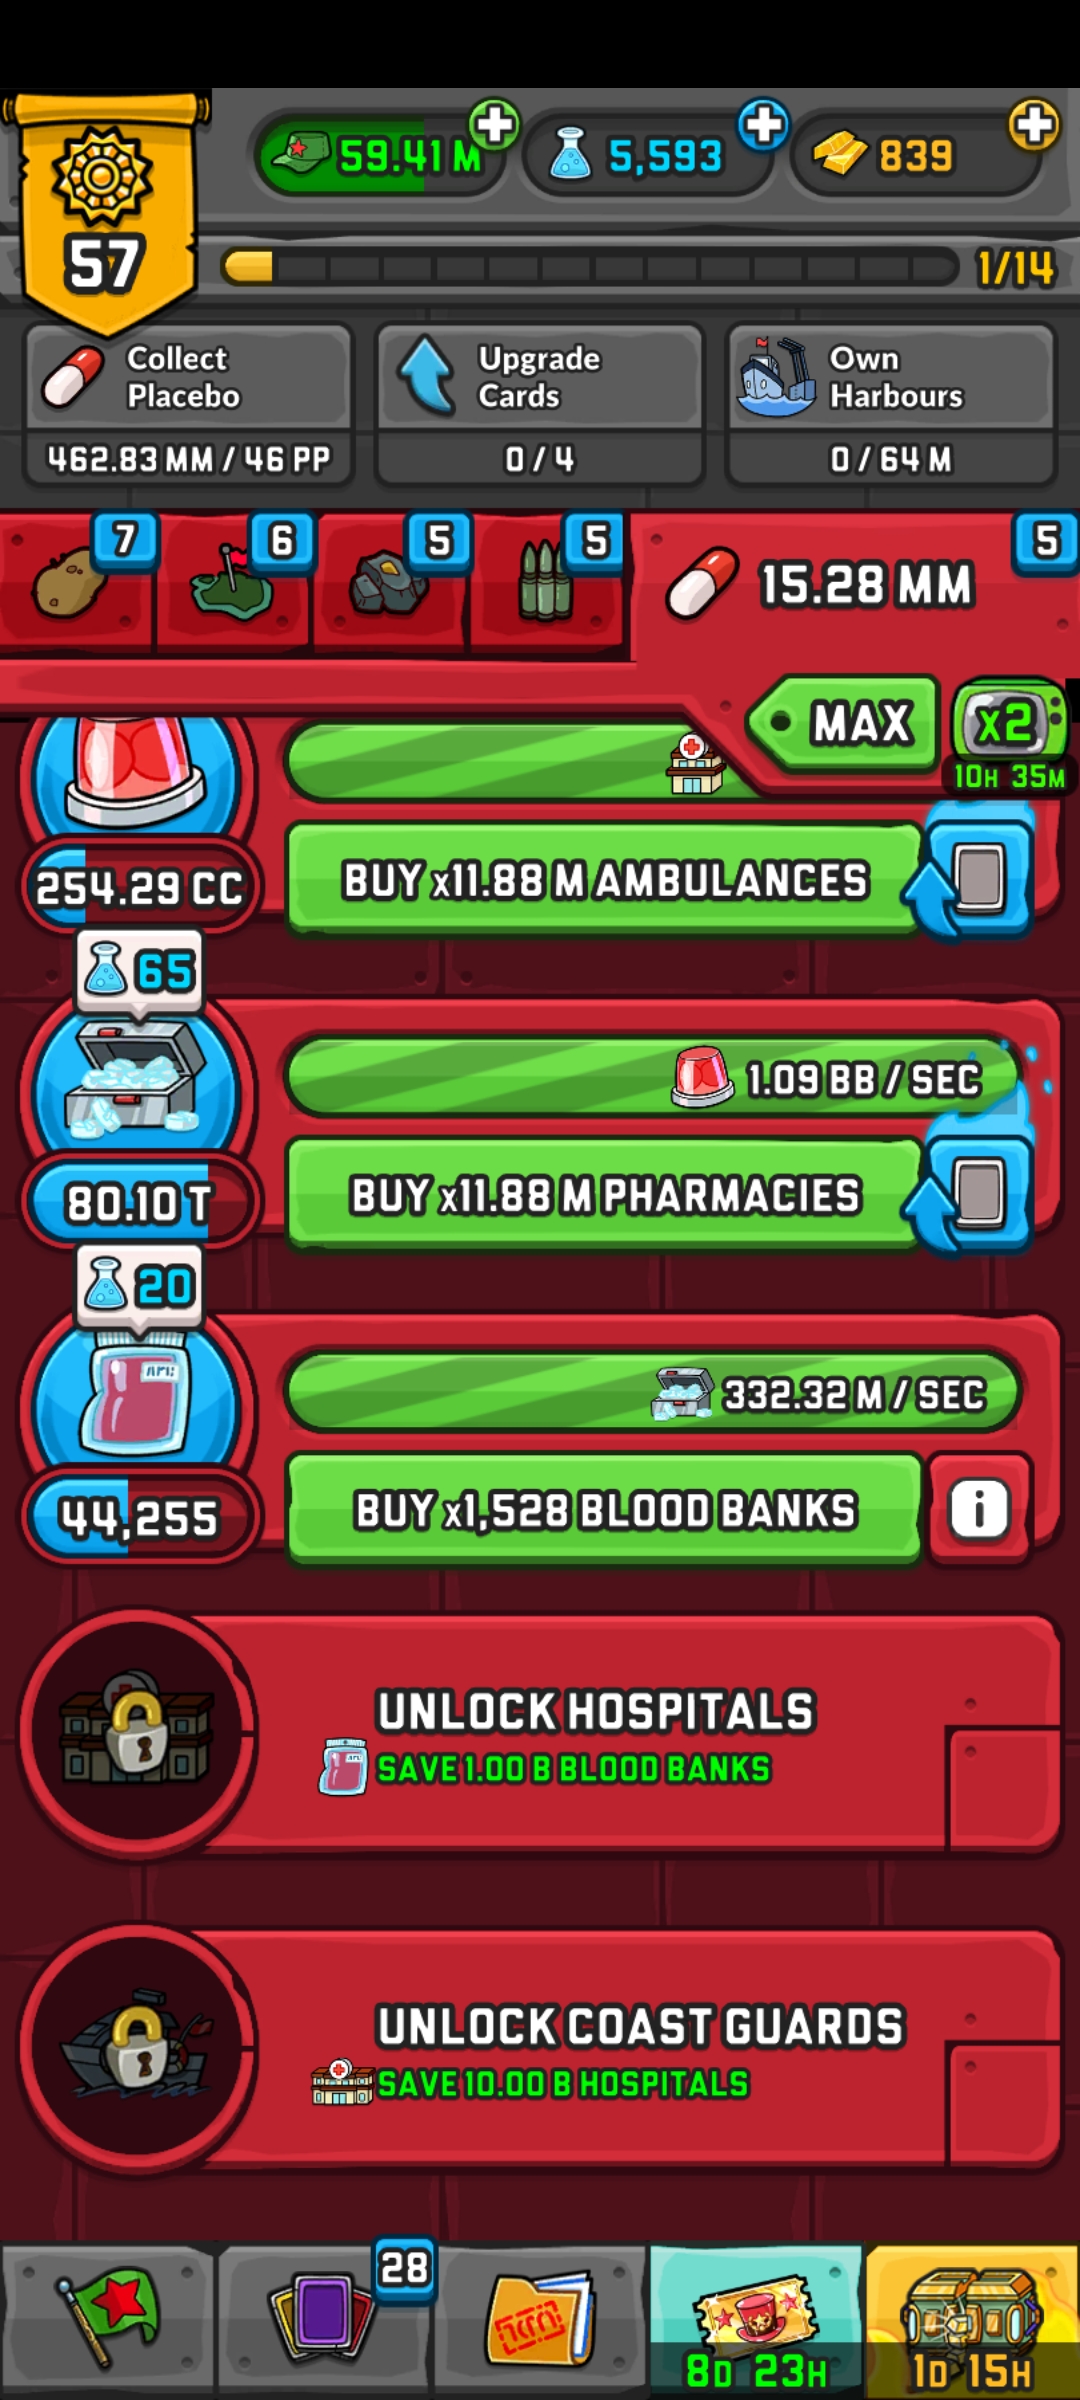 59.41 M
5,593
839
57
1/14
Collect
Placebo
462.83 MM / 46 PP
Upgrade
Cards
0 / 4
Own
Harbours
0 / 64 M
7
6
5
5
15.28 MM
5
MAX
x2
10H 35M
254.29 CC
BUY x11.88 M AMBULANCES
65
1.09 BB / SEC
80.10 T
BUY x11.88 M PHARMACIES
20
332.32 M / SEC
44,255
BUY x1,528 BLOOD BANKS
i
UNLOCK HOSPITALS
SAVE 1.00 B BLOOD BANKS
UNLOCK COAST GUARDS
SAVE 10.00 B HOSPITALS
28
8D 23H
1D 15H